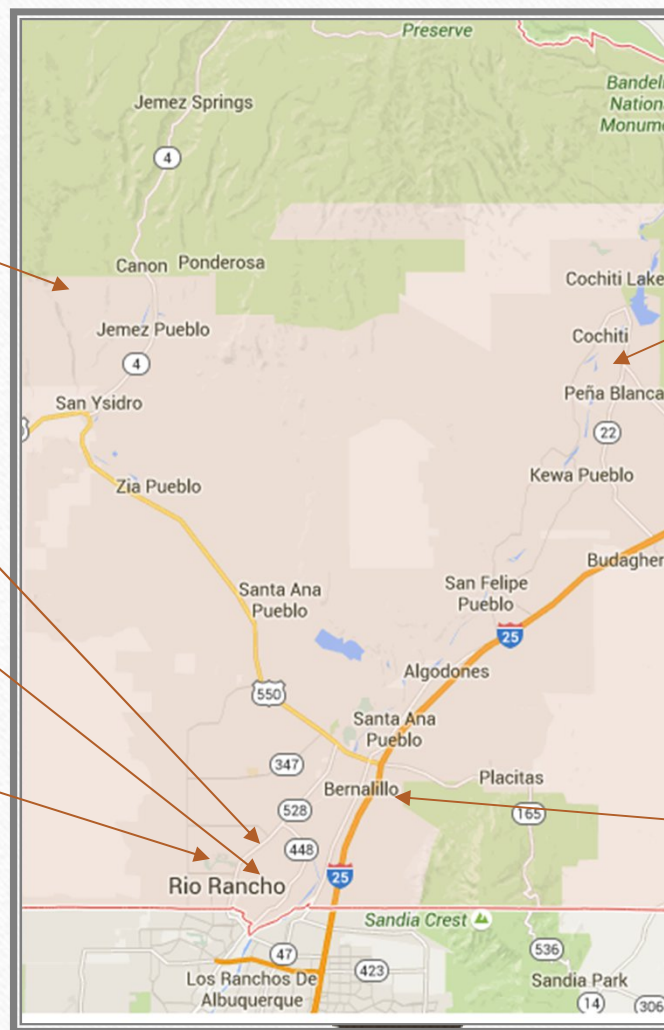 Preserve
Bandeli
Nation
Monume
Jemez Springs
4
Canon
Ponderosa
Cochiti Lake
Jemez Pueblo
Cochiti
4
San Ysidro
Peña Blanca
22
Zia Pueblo
Kewa Pueblo
Budagher
Santa Ana
Pueblo
San Felipe
Pueblo
25
Algodones
550
Santa Ana
Pueblo
347
Placitas
Bernalillo
528
165
448
25
Rio Rancho
Sandia Crest
47
536
423
Los Ranchos De
Albuquerque
Sandia Park
14
306